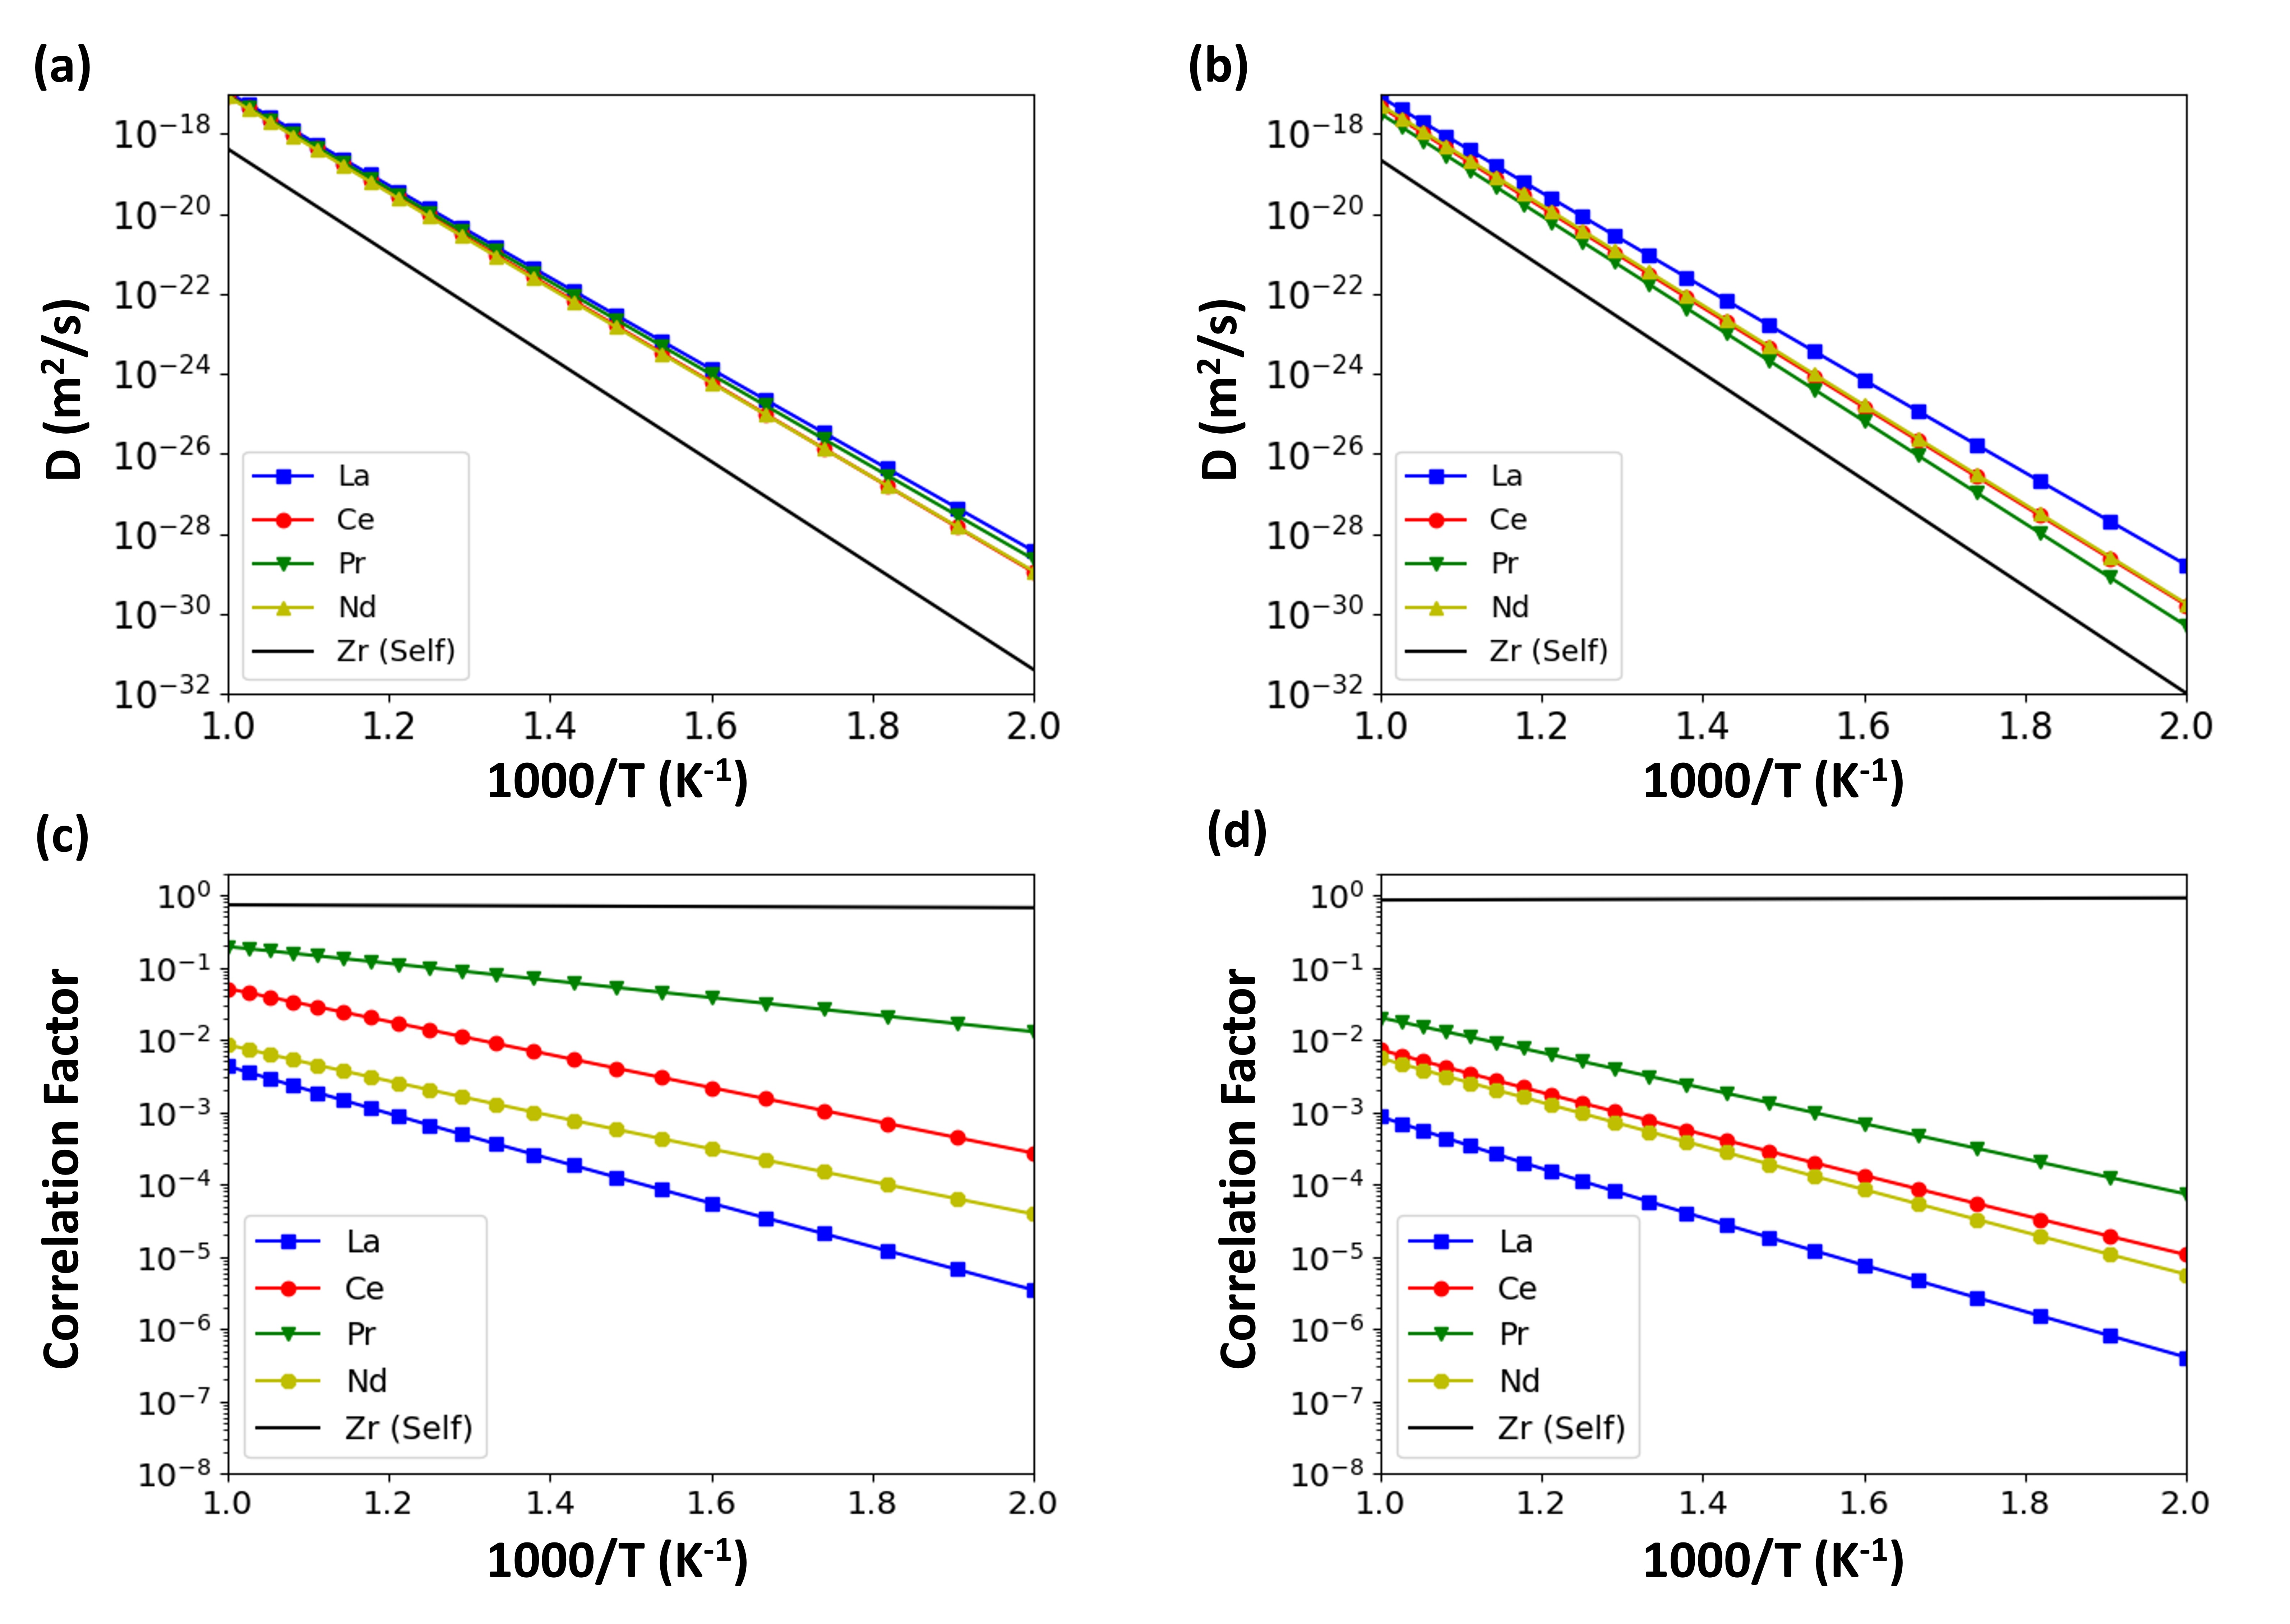 (a)
10⁻¹⁸
10⁻²⁰
10⁻²²
10⁻²⁴
10⁻²⁶
10⁻²⁸
10⁻³⁰
10⁻³²
D (m²/s)
La
Ce
Pr
Nd
Zr (Self)
1.0 1.2 1.4 1.6 1.8 2.0
1000/T (K⁻¹)
(b)
10⁻¹⁸
10⁻²⁰
10⁻²²
10⁻²⁴
10⁻²⁶
10⁻²⁸
10⁻³⁰
10⁻³²
D (m²/s)
La
Ce
Pr
Nd
Zr (Self)
1.0 1.2 1.4 1.6 1.8 2.0
1000/T (K⁻¹)
(c)
10⁰
10⁻¹
10⁻²
10⁻³
10⁻⁴
10⁻⁵
10⁻⁶
10⁻⁷
10⁻⁸
Correlation Factor
La
Ce
Pr
Nd
Zr (Self)
1.0 1.2 1.4 1.6 1.8 2.0
1000/T (K⁻¹)
(d)
10⁰
10⁻¹
10⁻²
10⁻³
10⁻⁴
10⁻⁵
10⁻⁶
10⁻⁷
10⁻⁸
Correlation Factor
La
Ce
Pr
Nd
Zr (Self)
1.0 1.2 1.4 1.6 1.8 2.0
1000/T (K⁻¹)